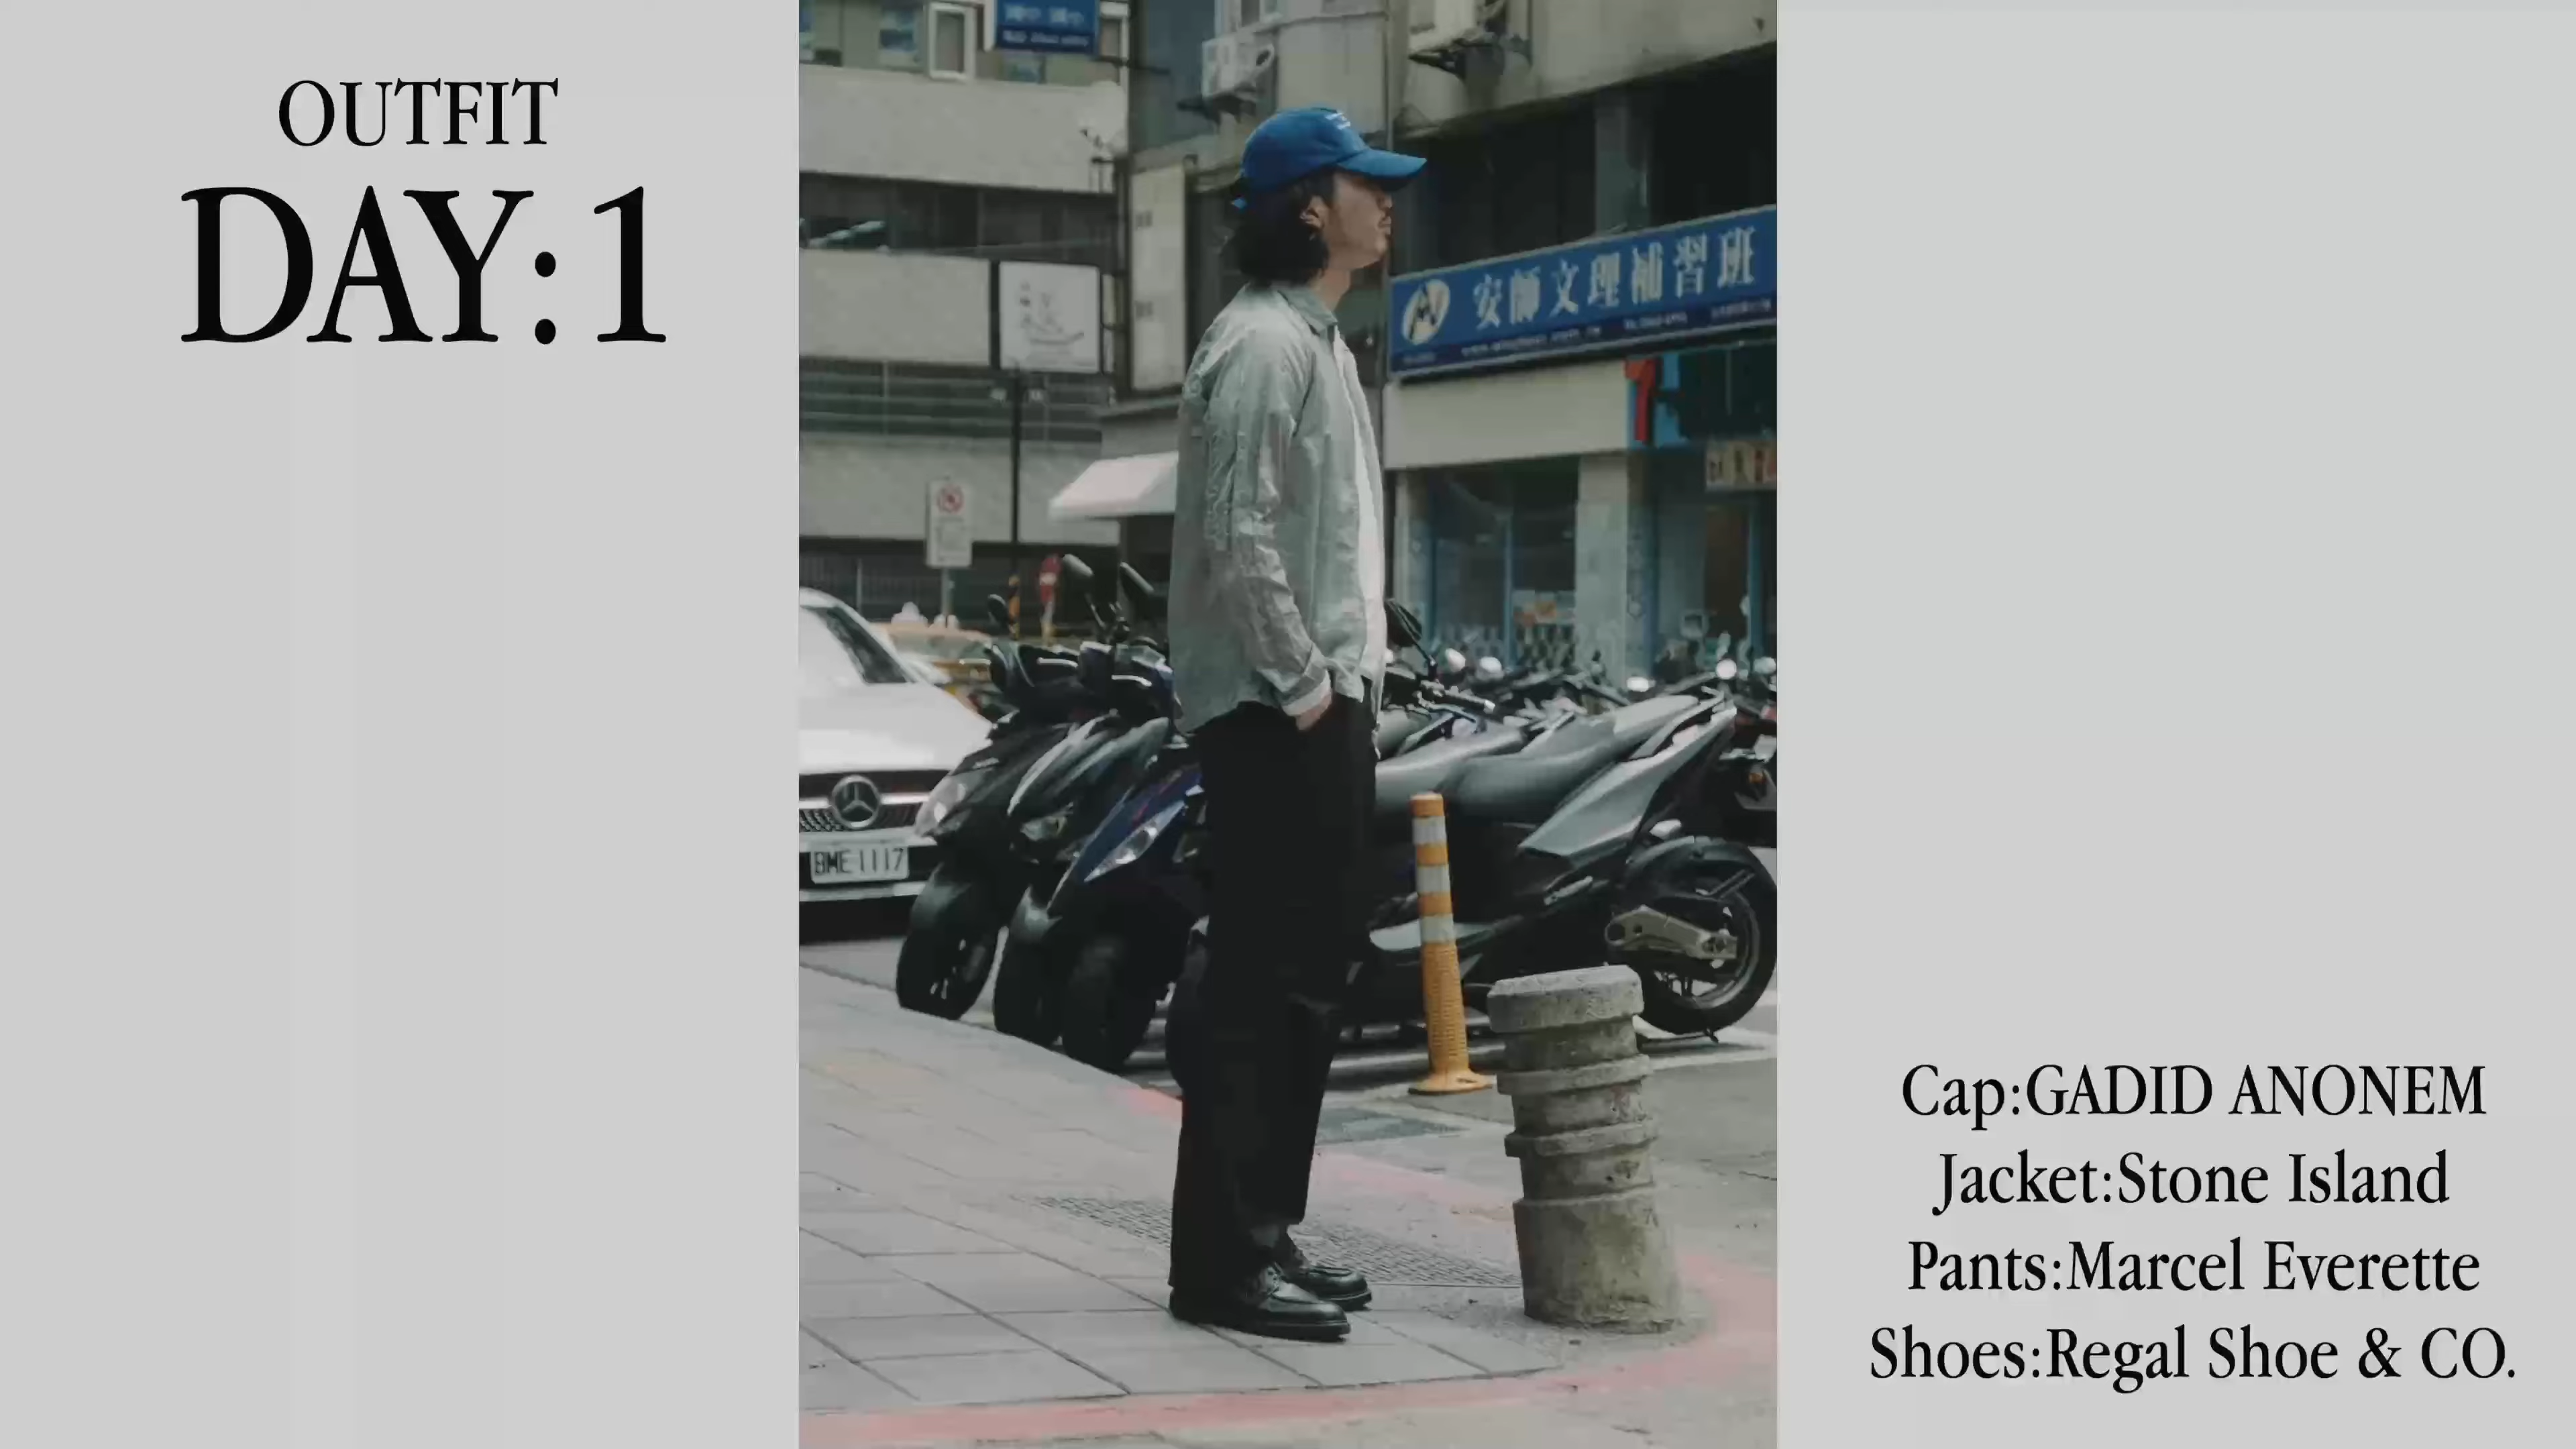 OUTFIT
DAY:1
安師文理補習班
BME 1117
Cap:GADID ANONEM
Jacket:Stone Island
Pants:Marcel Everette
Shoes:Regal Shoe & CO.